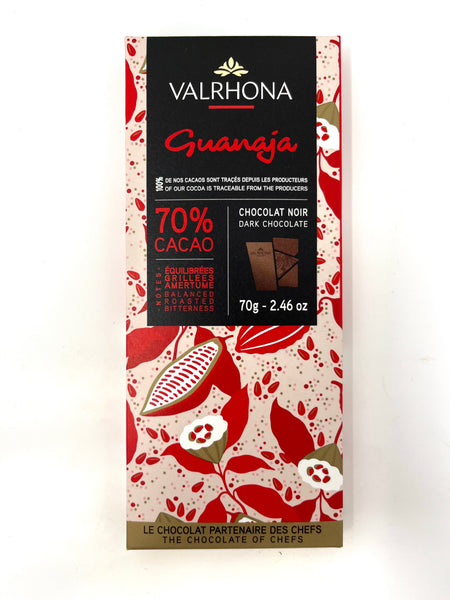 VALRHONA
Guanaja
100% DE NOS CACAOS SONT TRAÇÉS DEPUIS LES PRODUCTEURS
OF OUR COCOA IS TRACEABLE FROM THE PRODUCERS
70%
CACAO
NOTES
ÉQUILIBRÉES
GRILLÉES
AMERTUME
BALANCED
ROASTED
BITTERNESS
CHOCOLAT NOIR
DARK CHOCOLATE
VALRHONA
70g - 2.46 oz
LE CHOCOLAT PARTENAIRE DES CHEFS
THE CHOCOLATE OF CHEFS